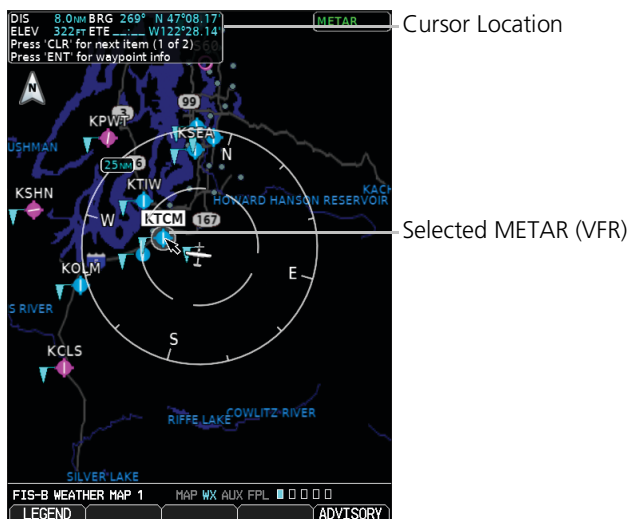 DIS 8.0NM BRG 269° N 47°08.17'
ELEV 322FT ETE __:__ W122°28.14'
Press 'CLR' for next item (1 of 2)
Press 'ENT' for waypoint info
METAR
Cursor Location
N
99
3
KPWT
KSEA
USHMAN
N
25NM
6
KSHN
KTIW
KACH
HOWARD HANSON RESERVOIR
W
KTCM
167
Selected METAR (VFR)
KOLM
E
S RIVER
S
KCLS
RIFFE LAKE
COWLITZ RIVER
SILVER LAKE
FIS-B WEATHER MAP 1 MAP WX AUX FPL
LEGEND
ADVISORY